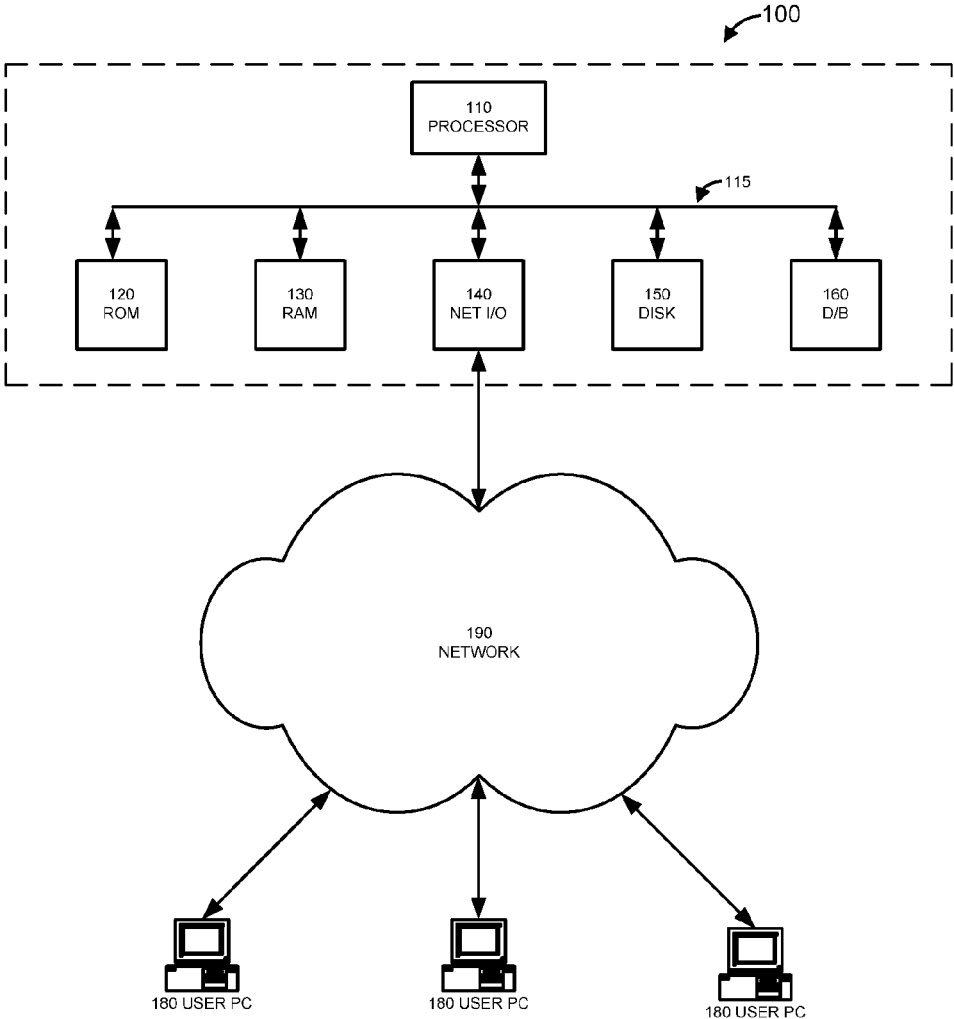 100
110
PROCESSOR
115
120
ROM
130
RAM
140
NET I/O
150
DISK
160
D/B
190
NETWORK
180 USER PC
180 USER PC
180 USER PC